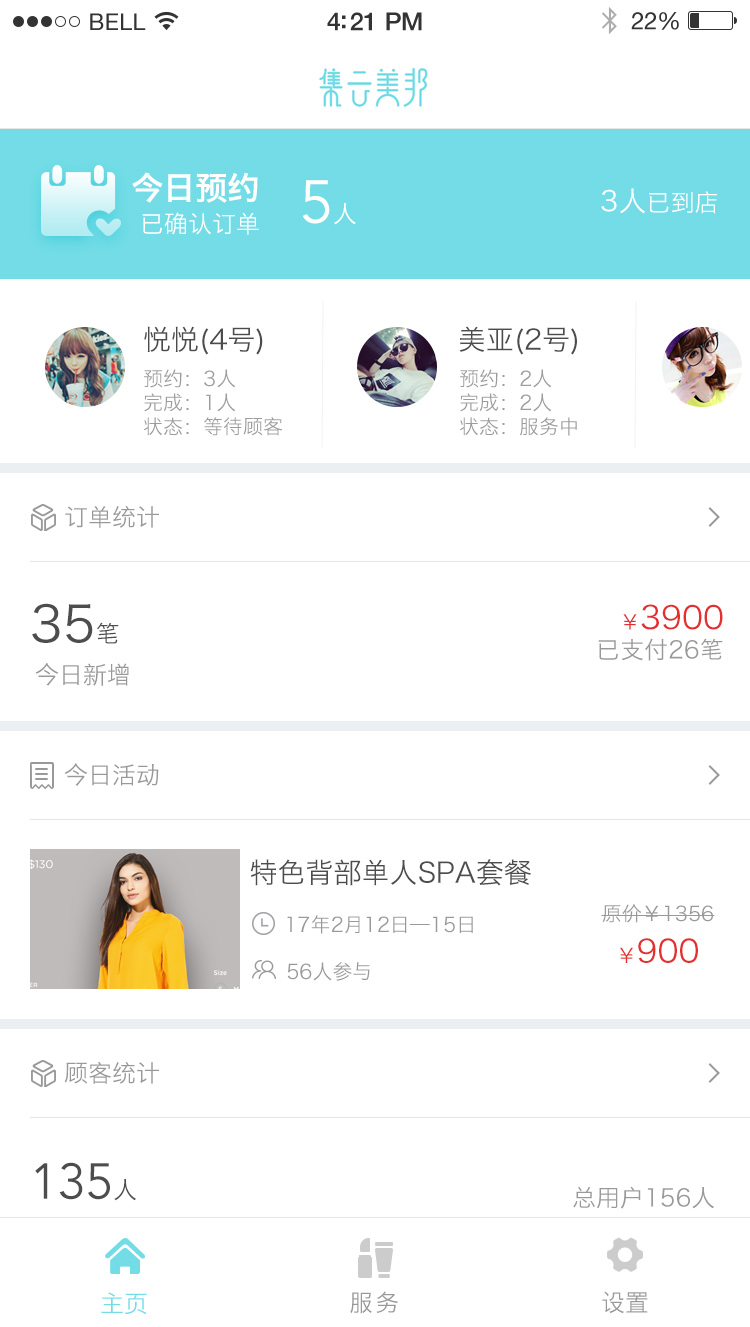 BELL 4:21 PM 22%
集云美邦
今日预约
已确认订单
5人
3人已到店
悦悦(4号)
预约：3人
完成：1人
状态：等待顾客
美亚(2号)
预约：2人
完成：2人
状态：服务中
订单统计
35笔
今日新增
¥3900
已支付26笔
今日活动
$130
Size
特色背部单人SPA套餐
17年2月12日—15日
56人参与
原价¥1356
¥900
顾客统计
135人
总用户156人
主页
服务
设置